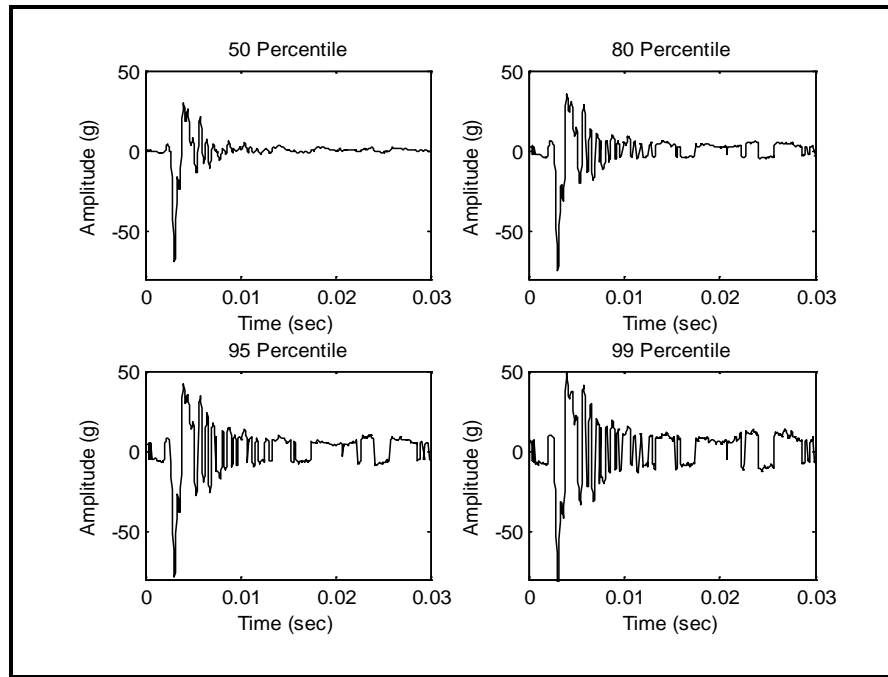 50 Percentile
80 Percentile
50
0
-50
Amplitude (g)
0 0.01 0.02 0.03
Time (sec)
50
0
-50
Amplitude (g)
0 0.01 0.02 0.03
Time (sec)
95 Percentile
99 Percentile
50
0
-50
Amplitude (g)
0 0.01 0.02 0.03
Time (sec)
50
0
-50
Amplitude (g)
0 0.01 0.02 0.03
Time (sec)